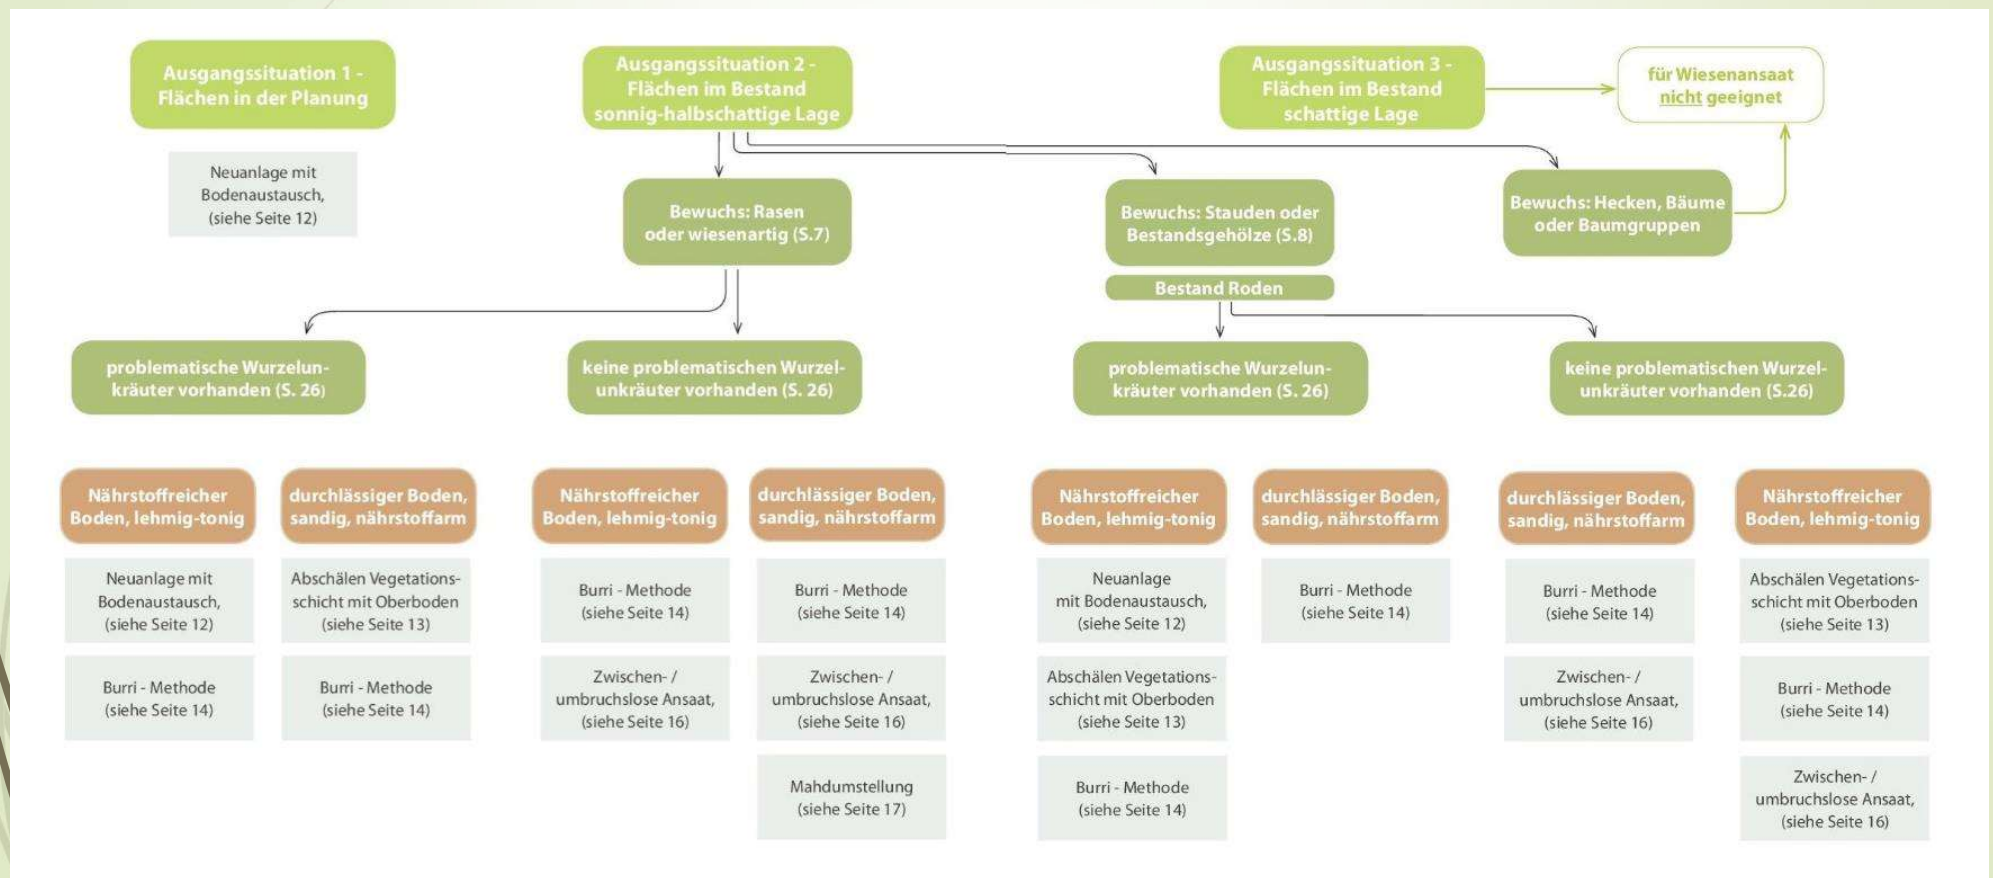 Ausgangssituation 1 -
Flächen in der Planung
Neuanlage mit
Bodenaustausch,
(siehe Seite 12)
Ausgangssituation 2 -
Flächen im Bestand
sonnig-halbschattige Lage
Ausgangssituation 3 -
Flächen im Bestand
schattige Lage
für Wiesenansaat
nicht geeignet
Bewuchs: Rasen
oder wiesenartig (S.7)
Bewuchs: Stauden oder
Bestandsgehölze (S.8)
Bestand Roden
Bewuchs: Hecken, Bäume
oder Baumgruppen
problematische Wurzelun-
kräuter vorhanden (S. 26)
keine problematischen Wurzel-
unkräuter vorhanden (S. 26)
problematische Wurzelun-
kräuter vorhanden (S. 26)
keine problematischen Wurzel-
unkräuter vorhanden (S.26)
Nährstoffreicher
Boden, lehmig-tonig
Neuanlage mit
Bodenaustausch,
(siehe Seite 12)
Burri - Methode
(siehe Seite 14)
durchlässiger Boden,
sandig, nährstoffarm
Abschälen Vegetations-
schicht mit Oberboden
(siehe Seite 13)
Burri - Methode
(siehe Seite 14)
Nährstoffreicher
Boden, lehmig-tonig
Burri - Methode
(siehe Seite 14)
Zwischen- /
umbruchslose Ansaat,
(siehe Seite 16)
durchlässiger Boden,
sandig, nährstoffarm
Burri - Methode
(siehe Seite 14)
Zwischen- /
umbruchslose Ansaat,
(siehe Seite 16)
Mahdumstellung
(siehe Seite 17)
Nährstoffreicher
Boden, lehmig-tonig
Neuanlage
mit Bodenaustausch,
(siehe Seite 12)
Abschälen Vegetations-
schicht mit Oberboden
(siehe Seite 13)
Burri - Methode
(siehe Seite 14)
durchlässiger Boden,
sandig, nährstoffarm
Burri - Methode
(siehe Seite 14)
durchlässiger Boden,
sandig, nährstoffarm
Burri - Methode
(siehe Seite 14)
Zwischen- /
umbruchslose Ansaat,
(siehe Seite 16)
Nährstoffreicher
Boden, lehmig-tonig
Abschälen Vegetations-
schicht mit Oberboden
(siehe Seite 13)
Burri - Methode
(siehe Seite 14)
Zwischen- /
umbruchslose Ansaat,
(siehe Seite 16)